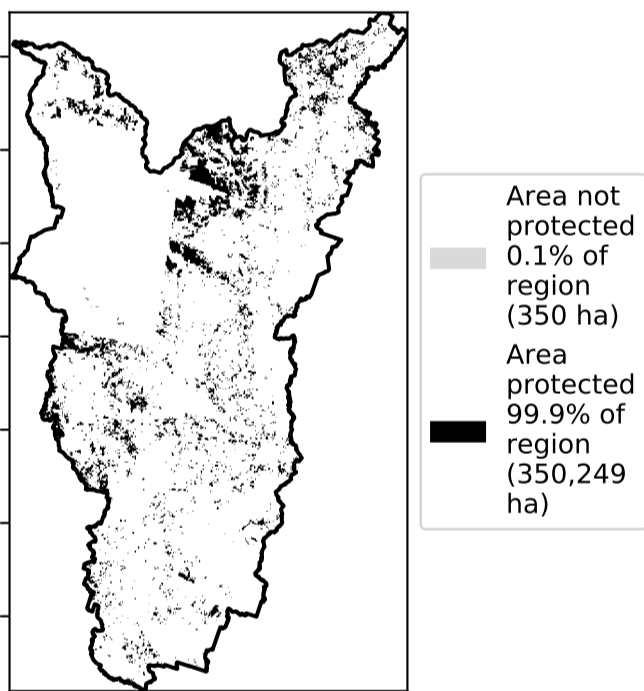 Area not
protected
0.1% of
region
(350 ha)
Area
protected
99.9% of
region
(350,249
ha)